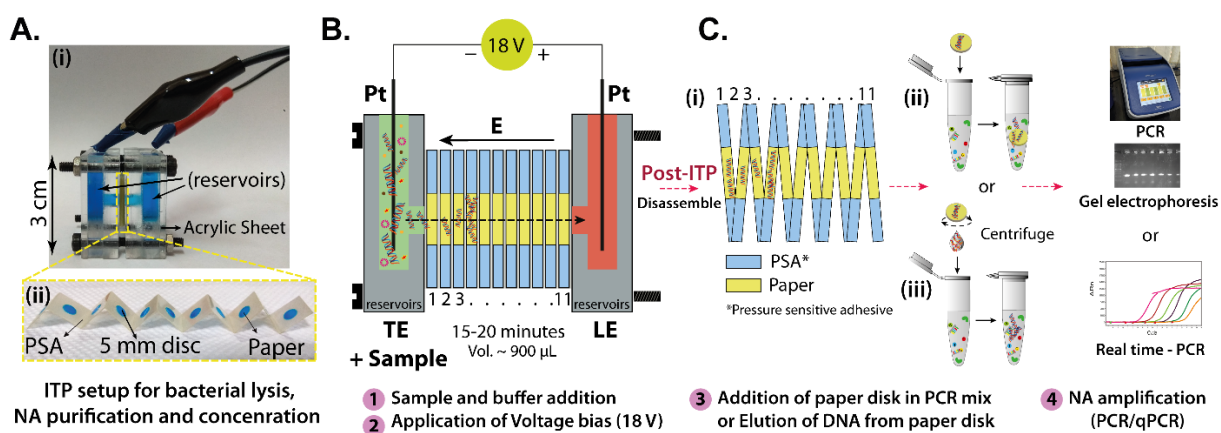 A.
(i)
(reservoirs)
3 cm
Acrylic Sheet
(ii)
PSA
5 mm disc
Paper
ITP setup for bacterial lysis,
NA purification and concenration
B.
18 V
− +
Pt
Pt
E
reservoirs
reservoirs
1 2 3 . . . . . . . 11
TE
+ Sample
LE
15-20 minutes
Vol. ~ 900 µL
1 Sample and buffer addition
2 Application of Voltage bias (18 V)
Post-ITP
Disassemble
C.
(i)
1 2 3 . . . . . . . 11
PSA*
Paper
*Pressure sensitive adhesive
(ii)
or
Centrifuge
(iii)
3 Addition of paper disk in PCR mix
or Elution of DNA from paper disk
PCR
Gel electrophoresis
or
Real time - PCR
4 NA amplification
(PCR/qPCR)